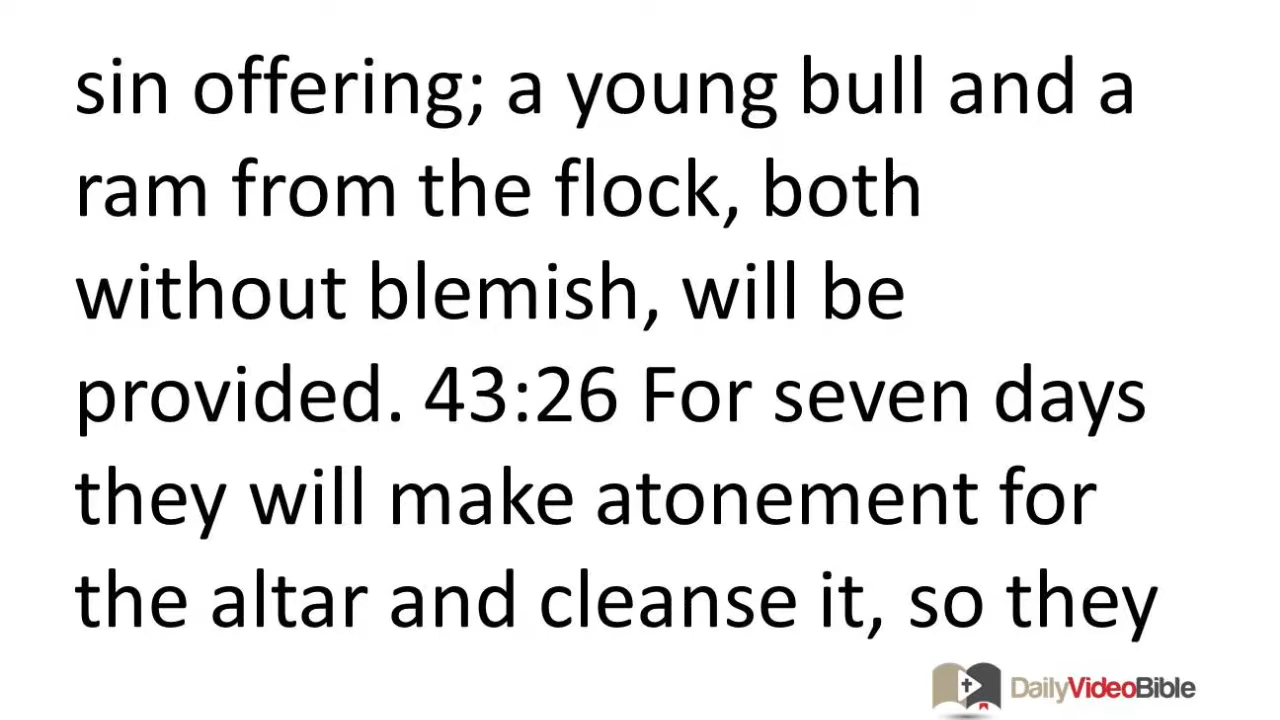 sin offering; a young bull and a
ram from the flock, both
without blemish, will be
provided. 43:26 For seven days
they will make atonement for
the altar and cleanse it, so they
DailyVideoBible